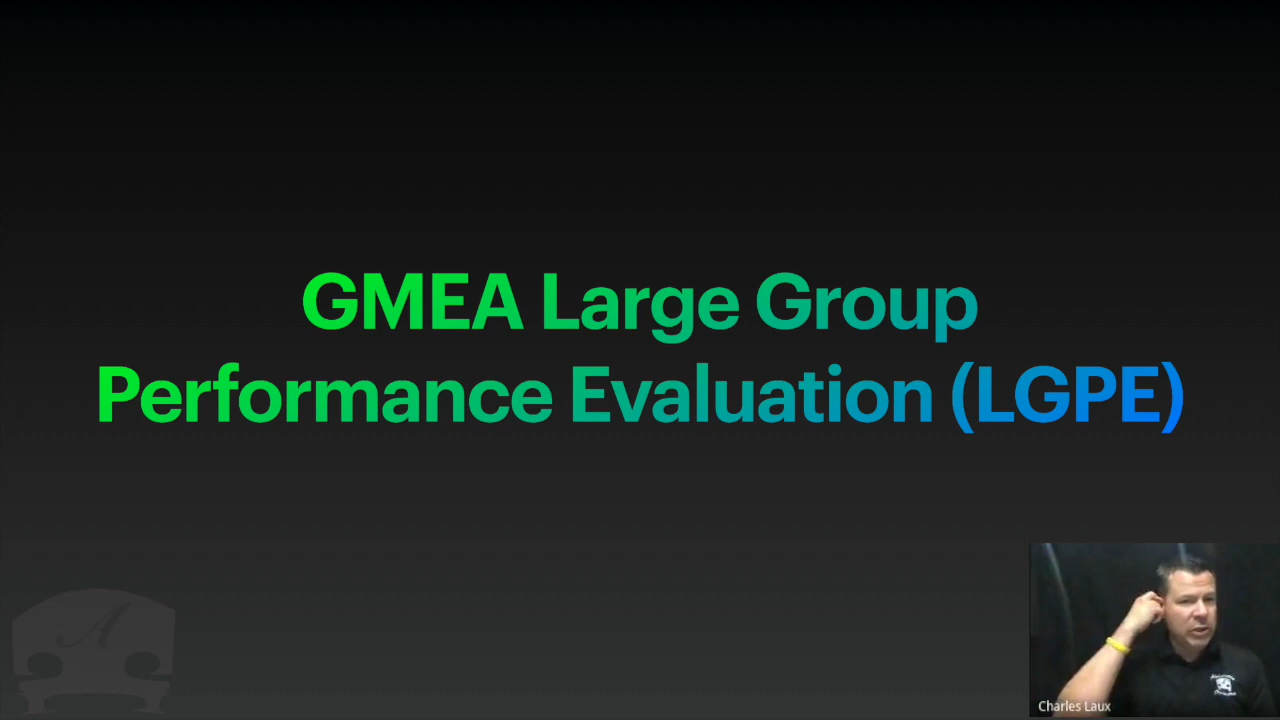 GMEA Large Group
Performance Evaluation (LGPE)
A
Charles Laux